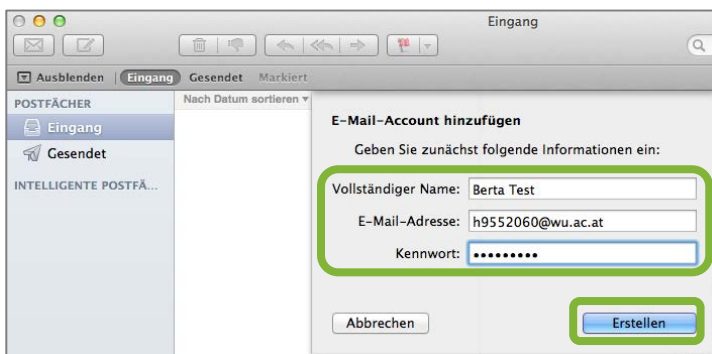 Eingang
Ausblenden Eingang Gesendet Markiert
POSTFÄCHER
Eingang
Gesendet
INTELLIGENTE POSTFÄ...
Nach Datum sortieren
E-Mail-Account hinzufügen
Geben Sie zunächst folgende Informationen ein:
Vollständiger Name: Berta Test
E-Mail-Adresse: h9552060@wu.ac.at
Kennwort: •••••••••
Abbrechen Erstellen